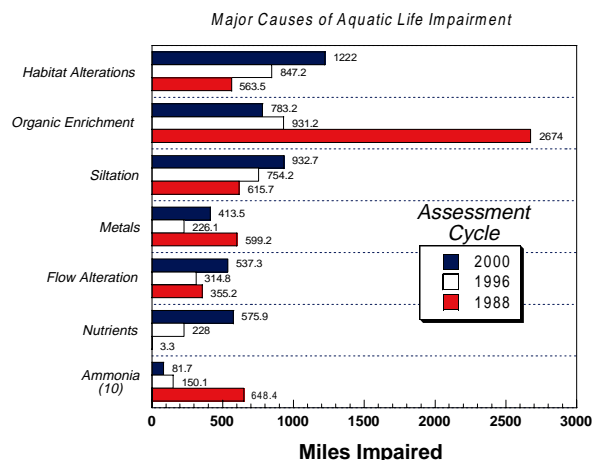 Major Causes of Aquatic Life Impairment
Habitat Alterations
1222
847.2
563.5
Organic Enrichment
783.2
931.2
2674
Siltation
932.7
754.2
615.7
Metals
413.5
226.1
599.2
Flow Alteration
537.3
314.8
355.2
Nutrients
575.9
228
3.3
Ammonia
(10)
81.7
150.1
648.4
Assessment
Cycle
2000
1996
1988
0 500 1000 1500 2000 2500 3000
Miles Impaired